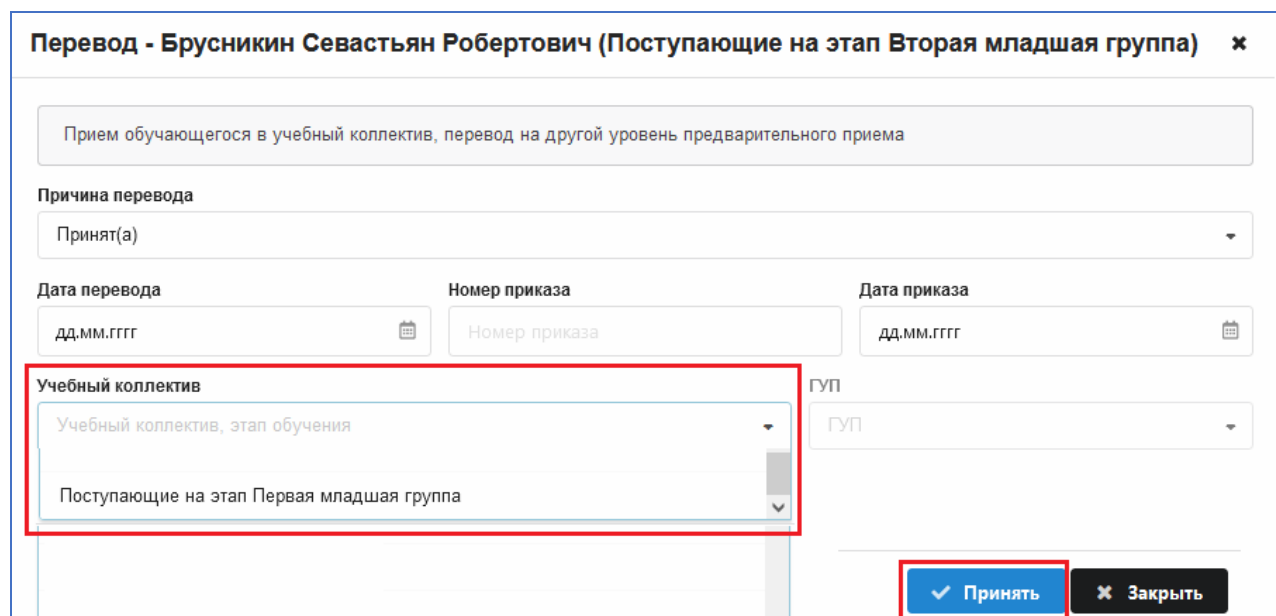 Перевод - Брусникин Севастьян Робертович (Поступающие на этап Вторая младшая группа)
Прием обучающегося в учебный коллектив, перевод на другой уровень предварительного приема
Причина перевода
Принят(а)
Дата перевода Номер приказа Дата приказа
дд.мм.гггг Номер приказа дд.мм.гггг
Учебный коллектив ГУП
Учебный коллектив, этап обучения ГУП
Поступающие на этап Первая младшая группа
Принять Закрыть